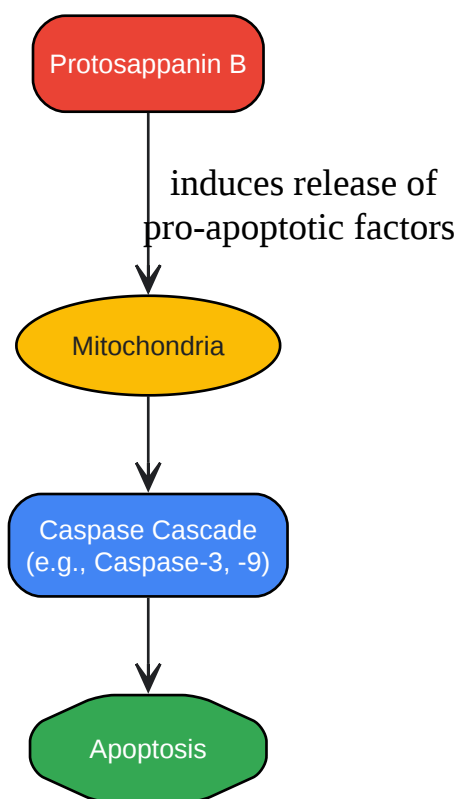 Protosappanin B
induces release of
pro-apoptotic factors
Mitochondria
Caspase Cascade
(e.g., Caspase-3, -9)
Apoptosis